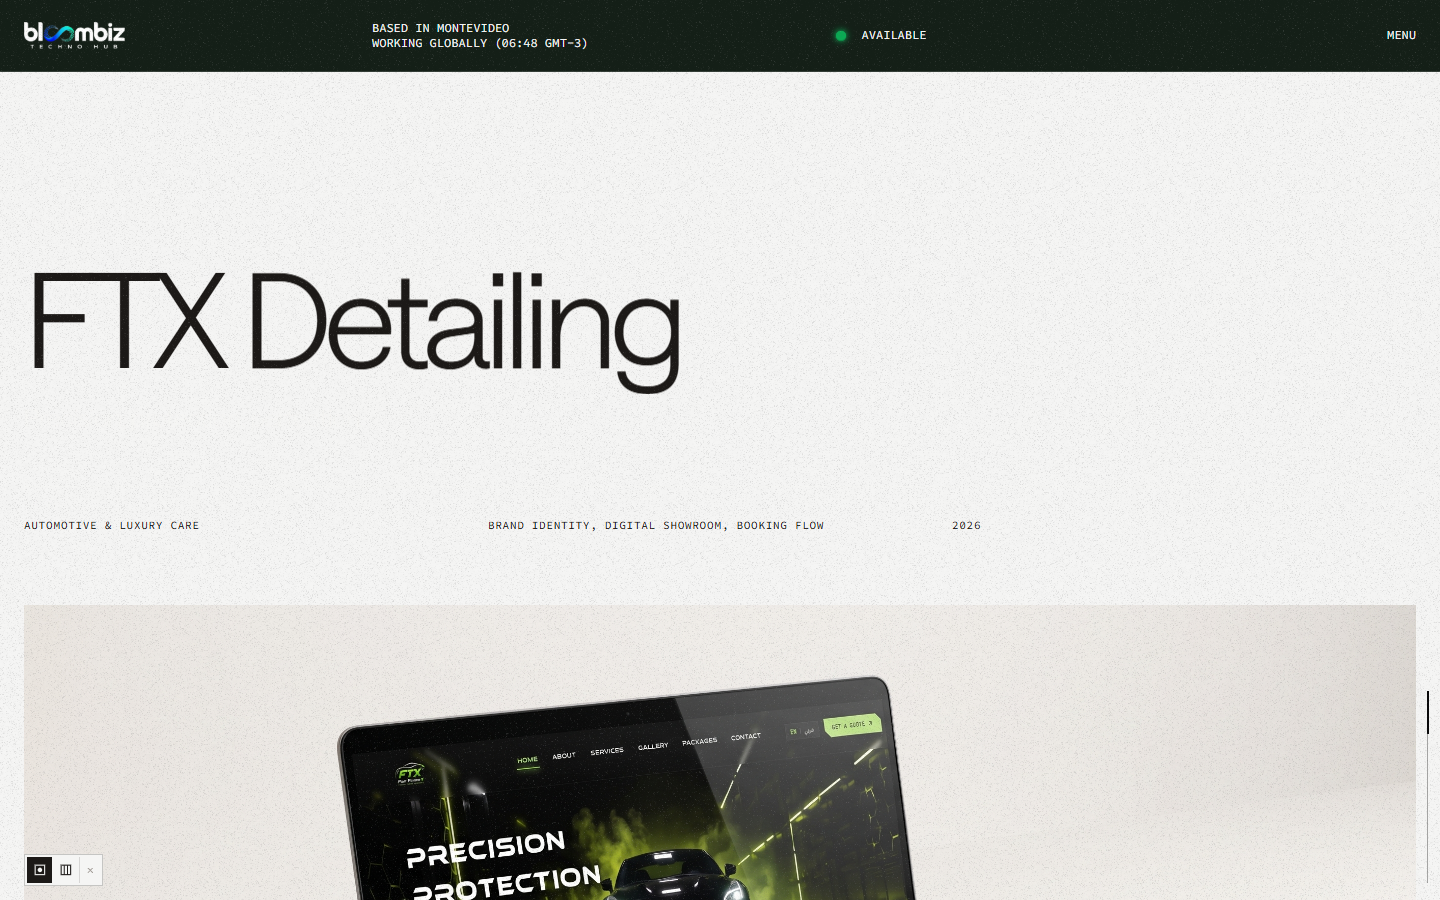 bloombiz
TECHNO HUB
BASED IN MONTEVIDEO
WORKING GLOBALLY (06:48 GMT-3)
AVAILABLE
MENU
FTX Detailing
AUTOMOTIVE & LUXURY CARE
BRAND IDENTITY, DIGITAL SHOWROOM, BOOKING FLOW
2026
FTX
HOME
ABOUT
SERVICES
GALLERY
PACKAGES
CONTACT
EN
GET A QUOTE
PRECISION
PROTECTION